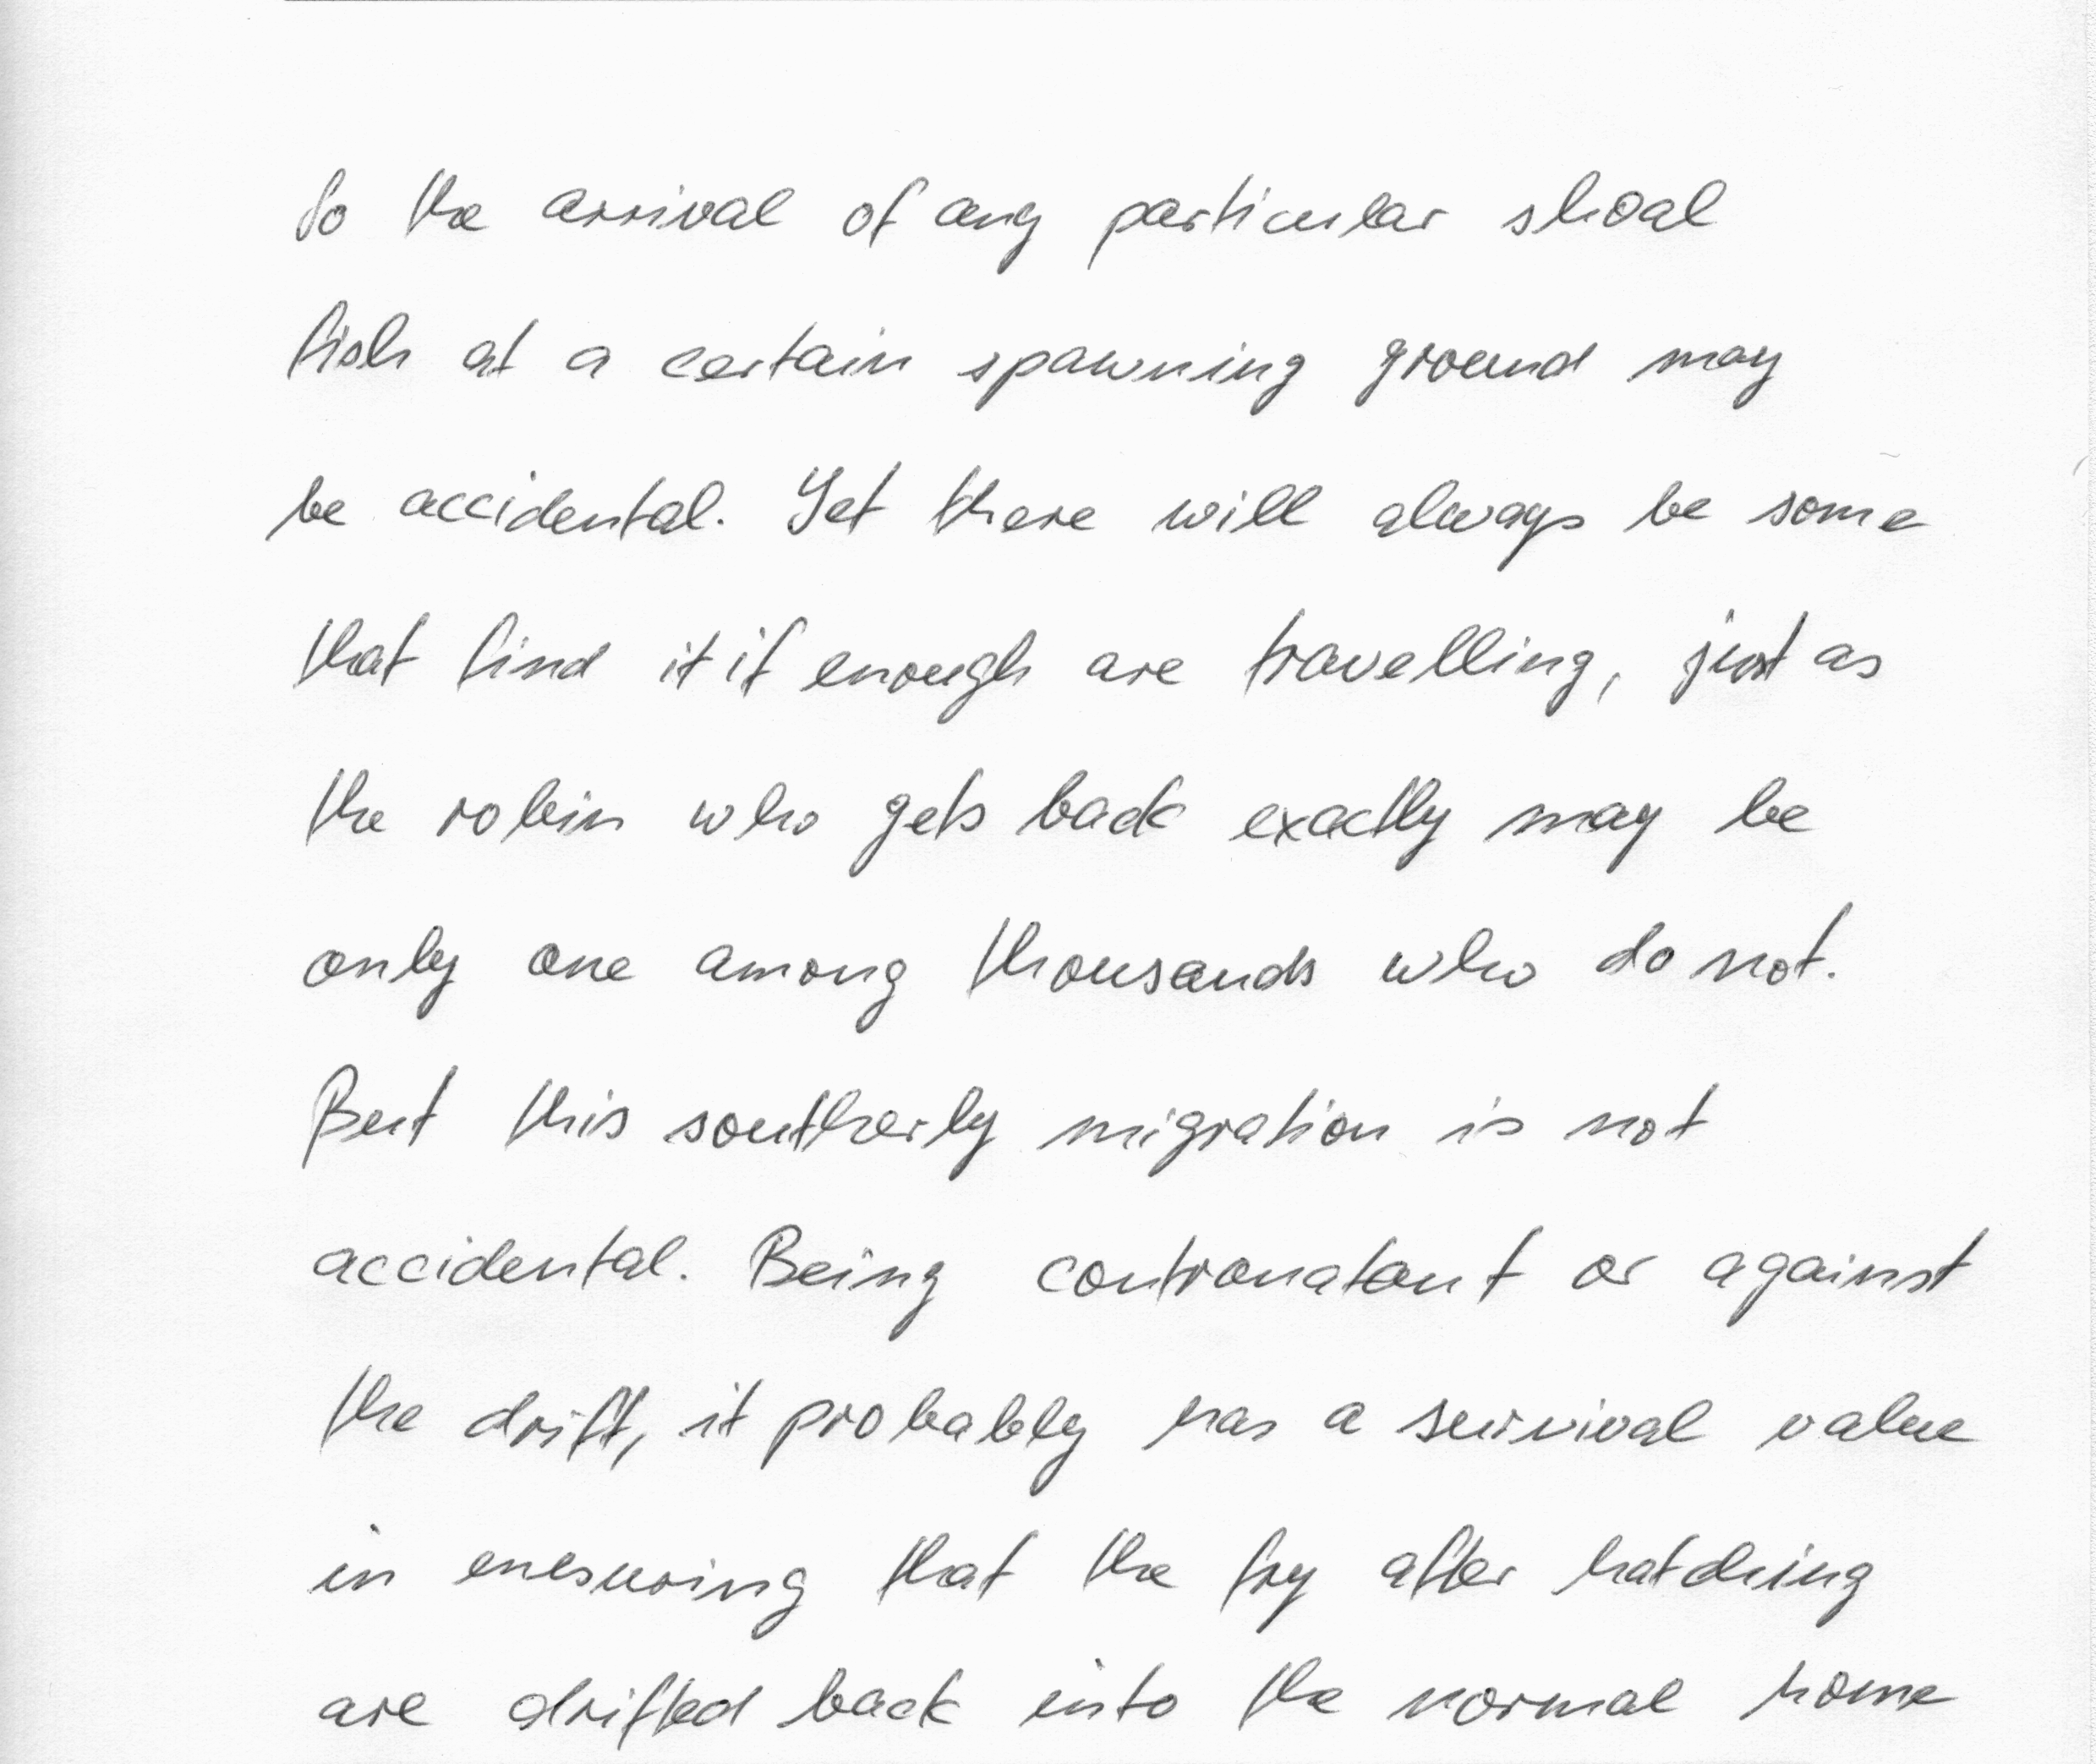 So the arrival of any particular shoal
fish at a certain spawning ground may
be accidental. Yet there will always be some
that find it if enough are travelling, just as
the robin who gets back exactly may be
only one among thousands who do not.
But this southerly migration is not
accidental. Being contranatant or against
the drift, it probably has a survival value
in enesuring that the fry after hatching
are drifted back into the normal home